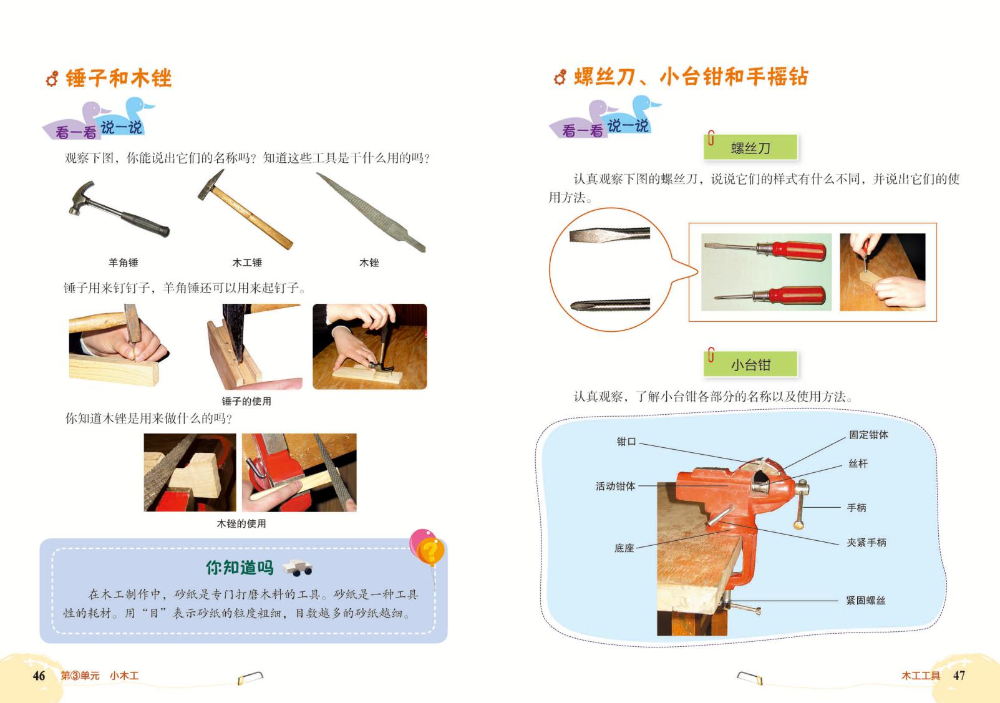 锤子和木锉
看一看 说一说
观察下图，你能说出它们的名称吗？知道这些工具是干什么用的吗？
羊角锤 木工锤 木锉
锤子用来钉钉子，羊角锤还可以用来起钉子。
锤子的使用
你知道木锉是用来做什么的吗？
木锉的使用
你知道吗
在木工制作中，砂纸是专门打磨木料的工具。砂纸是一种工具
性的耗材。用“目”表示砂纸的粒度粗细，目数越多的砂纸越细。
46 第③单元 小木工
螺丝刀、小台钳和手摇钻
看一看 说一说
螺丝刀
认真观察下图的螺丝刀，说说它们的样式有什么不同，并说出它们的使
用方法。
小台钳
认真观察，了解小台钳各部分的名称以及使用方法。
钳口
固定钳体
丝杆
活动钳体
手柄
夹紧手柄
底座
紧固螺丝
木工工具 47